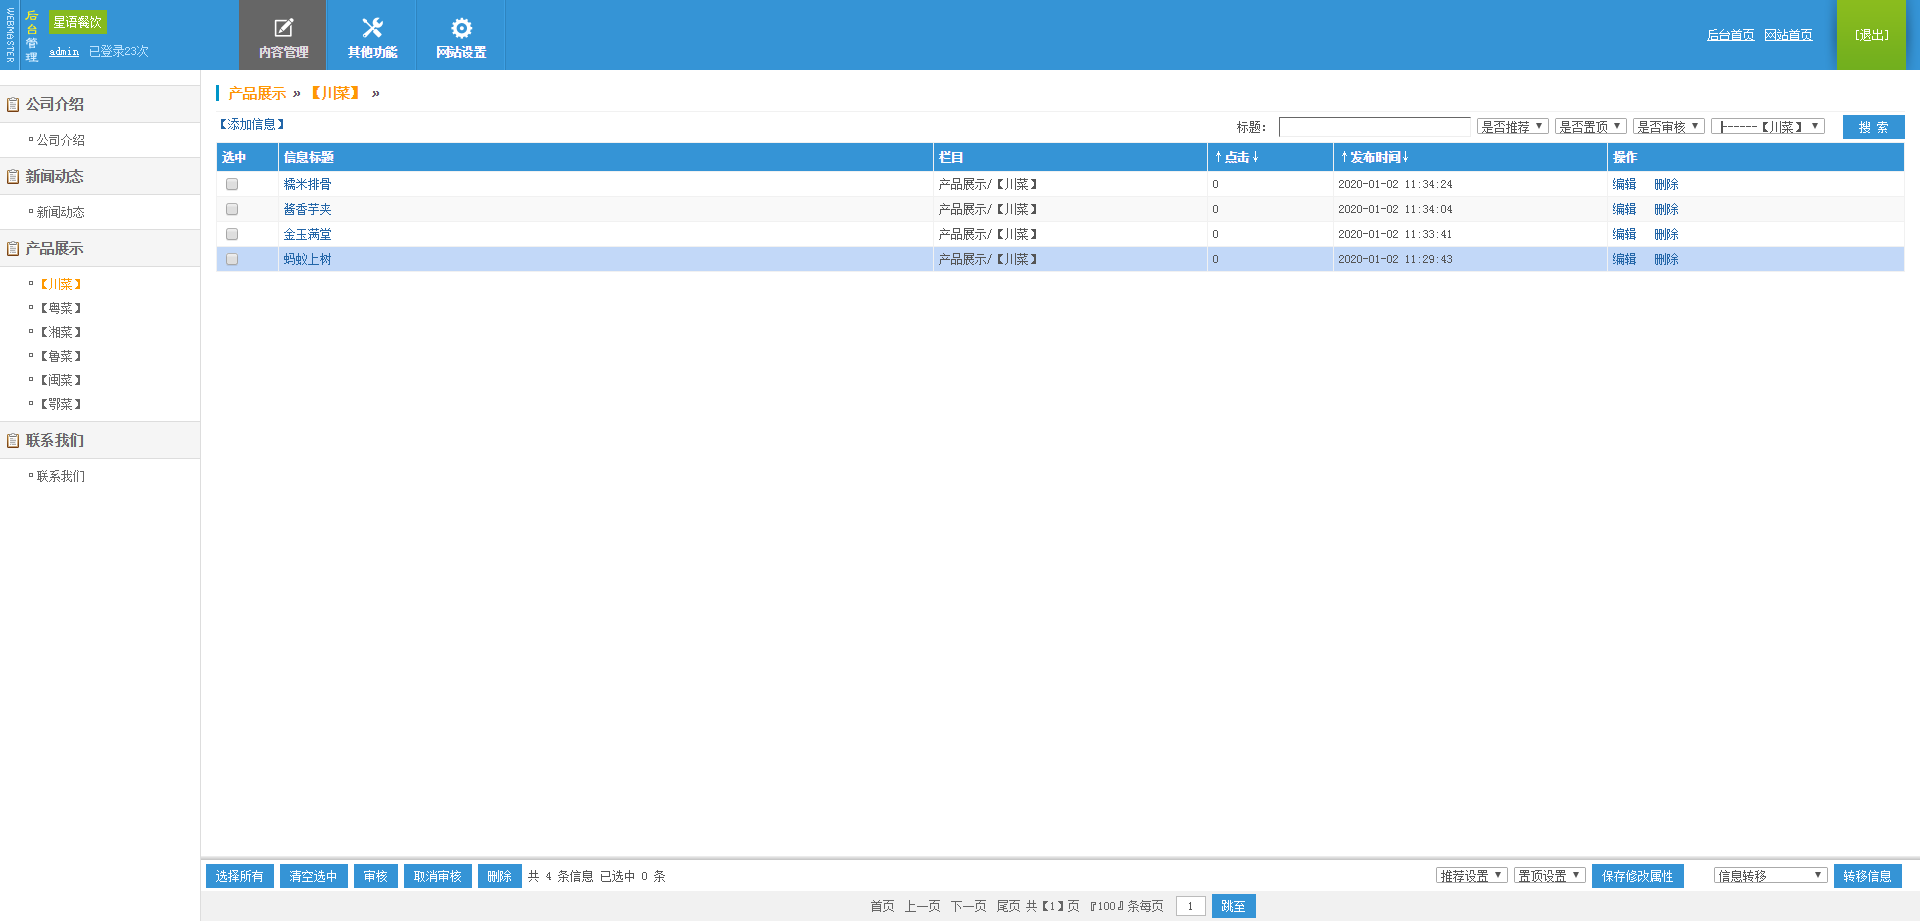 WEBMASTER
后台管理
星语餐饮
admin 已登录23次
内容管理 其他功能 网站设置
后台首页 网站首页
[退出]
公司介绍
公司介绍
新闻动态
新闻动态
产品展示
【川菜】
【粤菜】
【湘菜】
【鲁菜】
【闽菜】
【鄂菜】
联系我们
联系我们
产品展示 » 【川菜】 »
【添加信息】
标题: 是否推荐 是否置顶 是否审核 ├------【川菜】 搜 索
选中 信息标题 栏目 ↑点击↓ ↑发布时间↓ 操作
糯米排骨 产品展示/【川菜】 0 2020-01-02 11:34:24 编辑 删除
酱香芋夹 产品展示/【川菜】 0 2020-01-02 11:34:04 编辑 删除
金玉满堂 产品展示/【川菜】 0 2020-01-02 11:33:41 编辑 删除
蚂蚁上树 产品展示/【川菜】 0 2020-01-02 11:29:43 编辑 删除
选择所有 清空选中 审核 取消审核 删除 共 4 条信息 已选中 0 条 推荐设置 置顶设置 保存修改属性 信息转移 转移信息
首页 上一页 下一页 尾页 共【1】页 『100』条每页 1 跳至